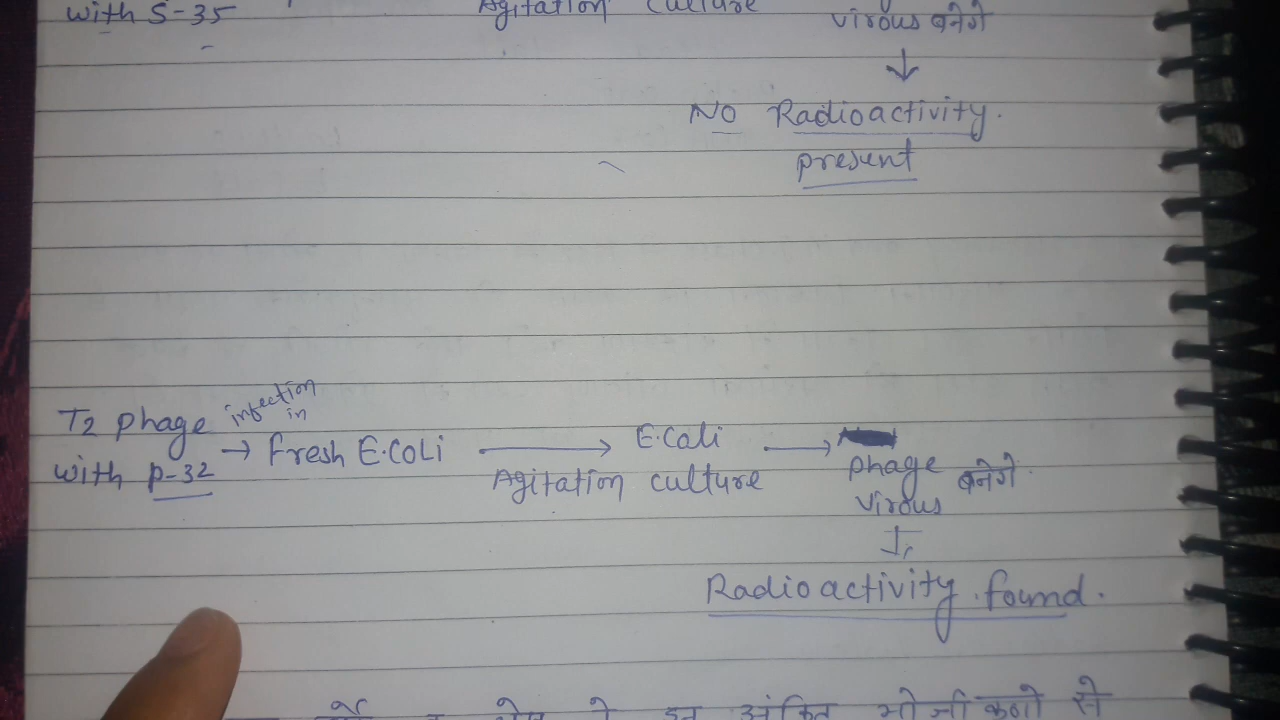 with S-35
Agitation culture
virous बनेगे
NO Radioactivity.
present
T2 phage infection in
with p-32 → fresh E.coli → E.cali →
Agitation culture
phage बनेगे.
virous
Radioactivity found.